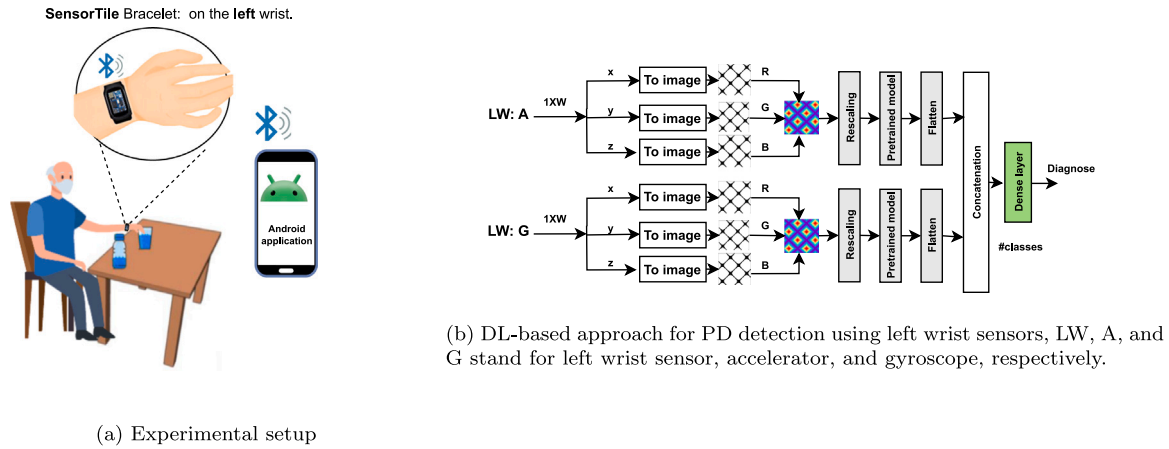 SensorTile Bracelet: on the left wrist.
Android
application
(a) Experimental setup
x
To image
R
1XW
LW: A
y
To image
G
z
To image
B
Rescaling
Pretrained model
Flatten
x
To image
R
1XW
LW: G
y
To image
G
z
To image
B
Rescaling
Pretrained model
Flatten
Concatenation
Dense layer
Diagnose
#classes
(b) DL-based approach for PD detection using left wrist sensors, LW, A, and
G stand for left wrist sensor, accelerator, and gyroscope, respectively.